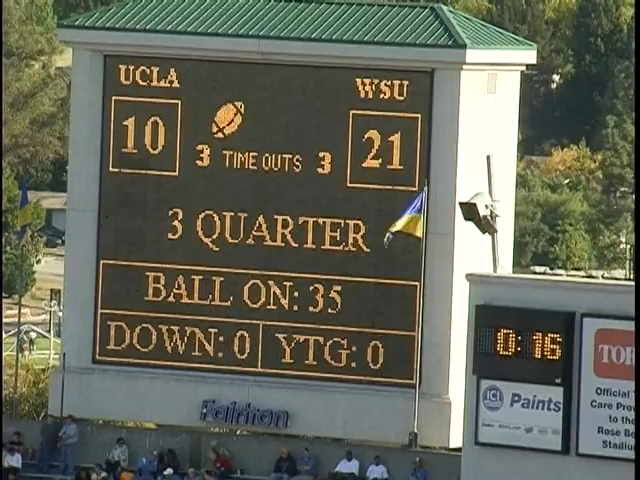 UCLA WSU
10 21
3 TIME OUTS 3
3 QUARTER
BALL ON: 35
DOWN: 0 YTG: 0
Fairtron
0:16
ICI Paints
TOR
Official
Care Pro
to the
Rose Bo
Stadiu